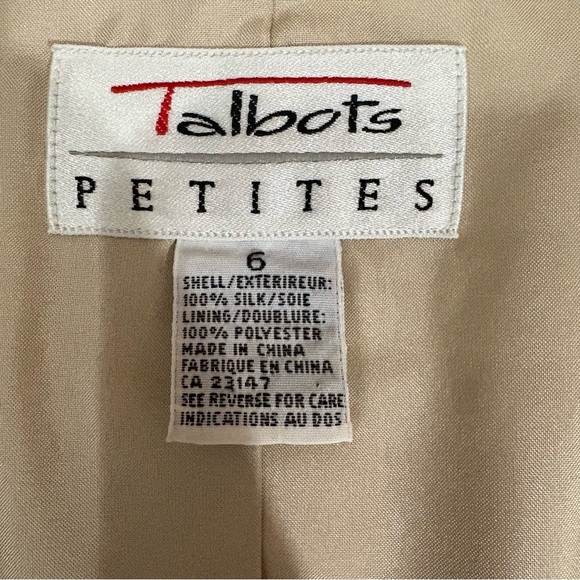 Talbots
PETITES
6
SHELL/EXTERIREUR:
100% SILK/SOIE
LINING/DOUBLURE:
100% POLYESTER
MADE IN CHINA
FABRIQUE EN CHINA
CA 23147
SEE REVERSE FOR CARE
INDICATIONS AU DOS